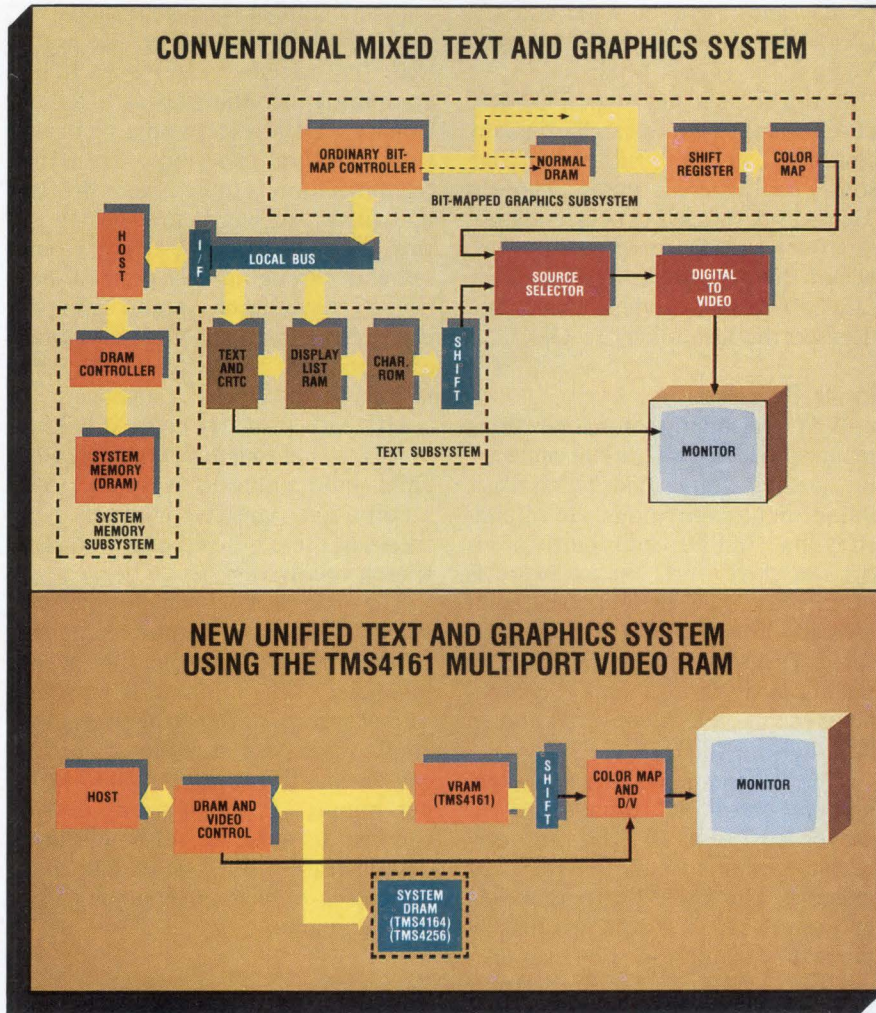 CONVENTIONAL MIXED TEXT AND GRAPHICS SYSTEM
ORDINARY BIT-
MAP CONTROLLER
NORMAL
DRAM
SHIFT
REGISTER
COLOR
MAP
BIT-MAPPED GRAPHICS SUBSYSTEM
HOST
I/F
LOCAL BUS
SOURCE
SELECTOR
DIGITAL
TO
VIDEO
DRAM
CONTROLLER
TEXT
AND
CRTC
DISPLAY
LIST
RAM
CHAR.
ROM
SHIFT
TEXT SUBSYSTEM
MONITOR
SYSTEM
MEMORY
(DRAM)
SYSTEM
MEMORY
SUBSYSTEM
NEW UNIFIED TEXT AND GRAPHICS SYSTEM
USING THE TMS4161 MULTIPORT VIDEO RAM
HOST
DRAM AND
VIDEO
CONTROL
VRAM
(TMS4161)
SHIFT
COLOR MAP
AND
D/V
MONITOR
SYSTEM
DRAM
(TMS4164)
(TMS4256)